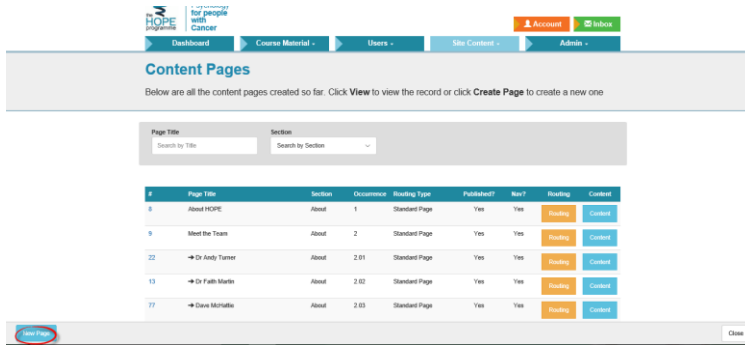 the
HOPE
programme
Psychology
for people
with
Cancer
Account
Inbox
Dashboard
Course Material
Users
Site Content
Admin
Content Pages
Below are all the content pages created so far. Click View to view the record or click Create Page to create a new one
Page Title Section
Search by Title Search by Section
# Page Title Section Occurrence Routing Type Published? Nav? Routing Content
8 About HOPE About 1 Standard Page Yes Yes Routing Content
9 Meet the Team About 2 Standard Page Yes Yes Routing Content
22 → Dr Andy Turner About 2.01 Standard Page Yes Yes Routing Content
13 → Dr Faith Martin About 2.02 Standard Page Yes Yes Routing Content
77 → Dave McHattie About 2.03 Standard Page Yes Yes Routing Content
New Page Close